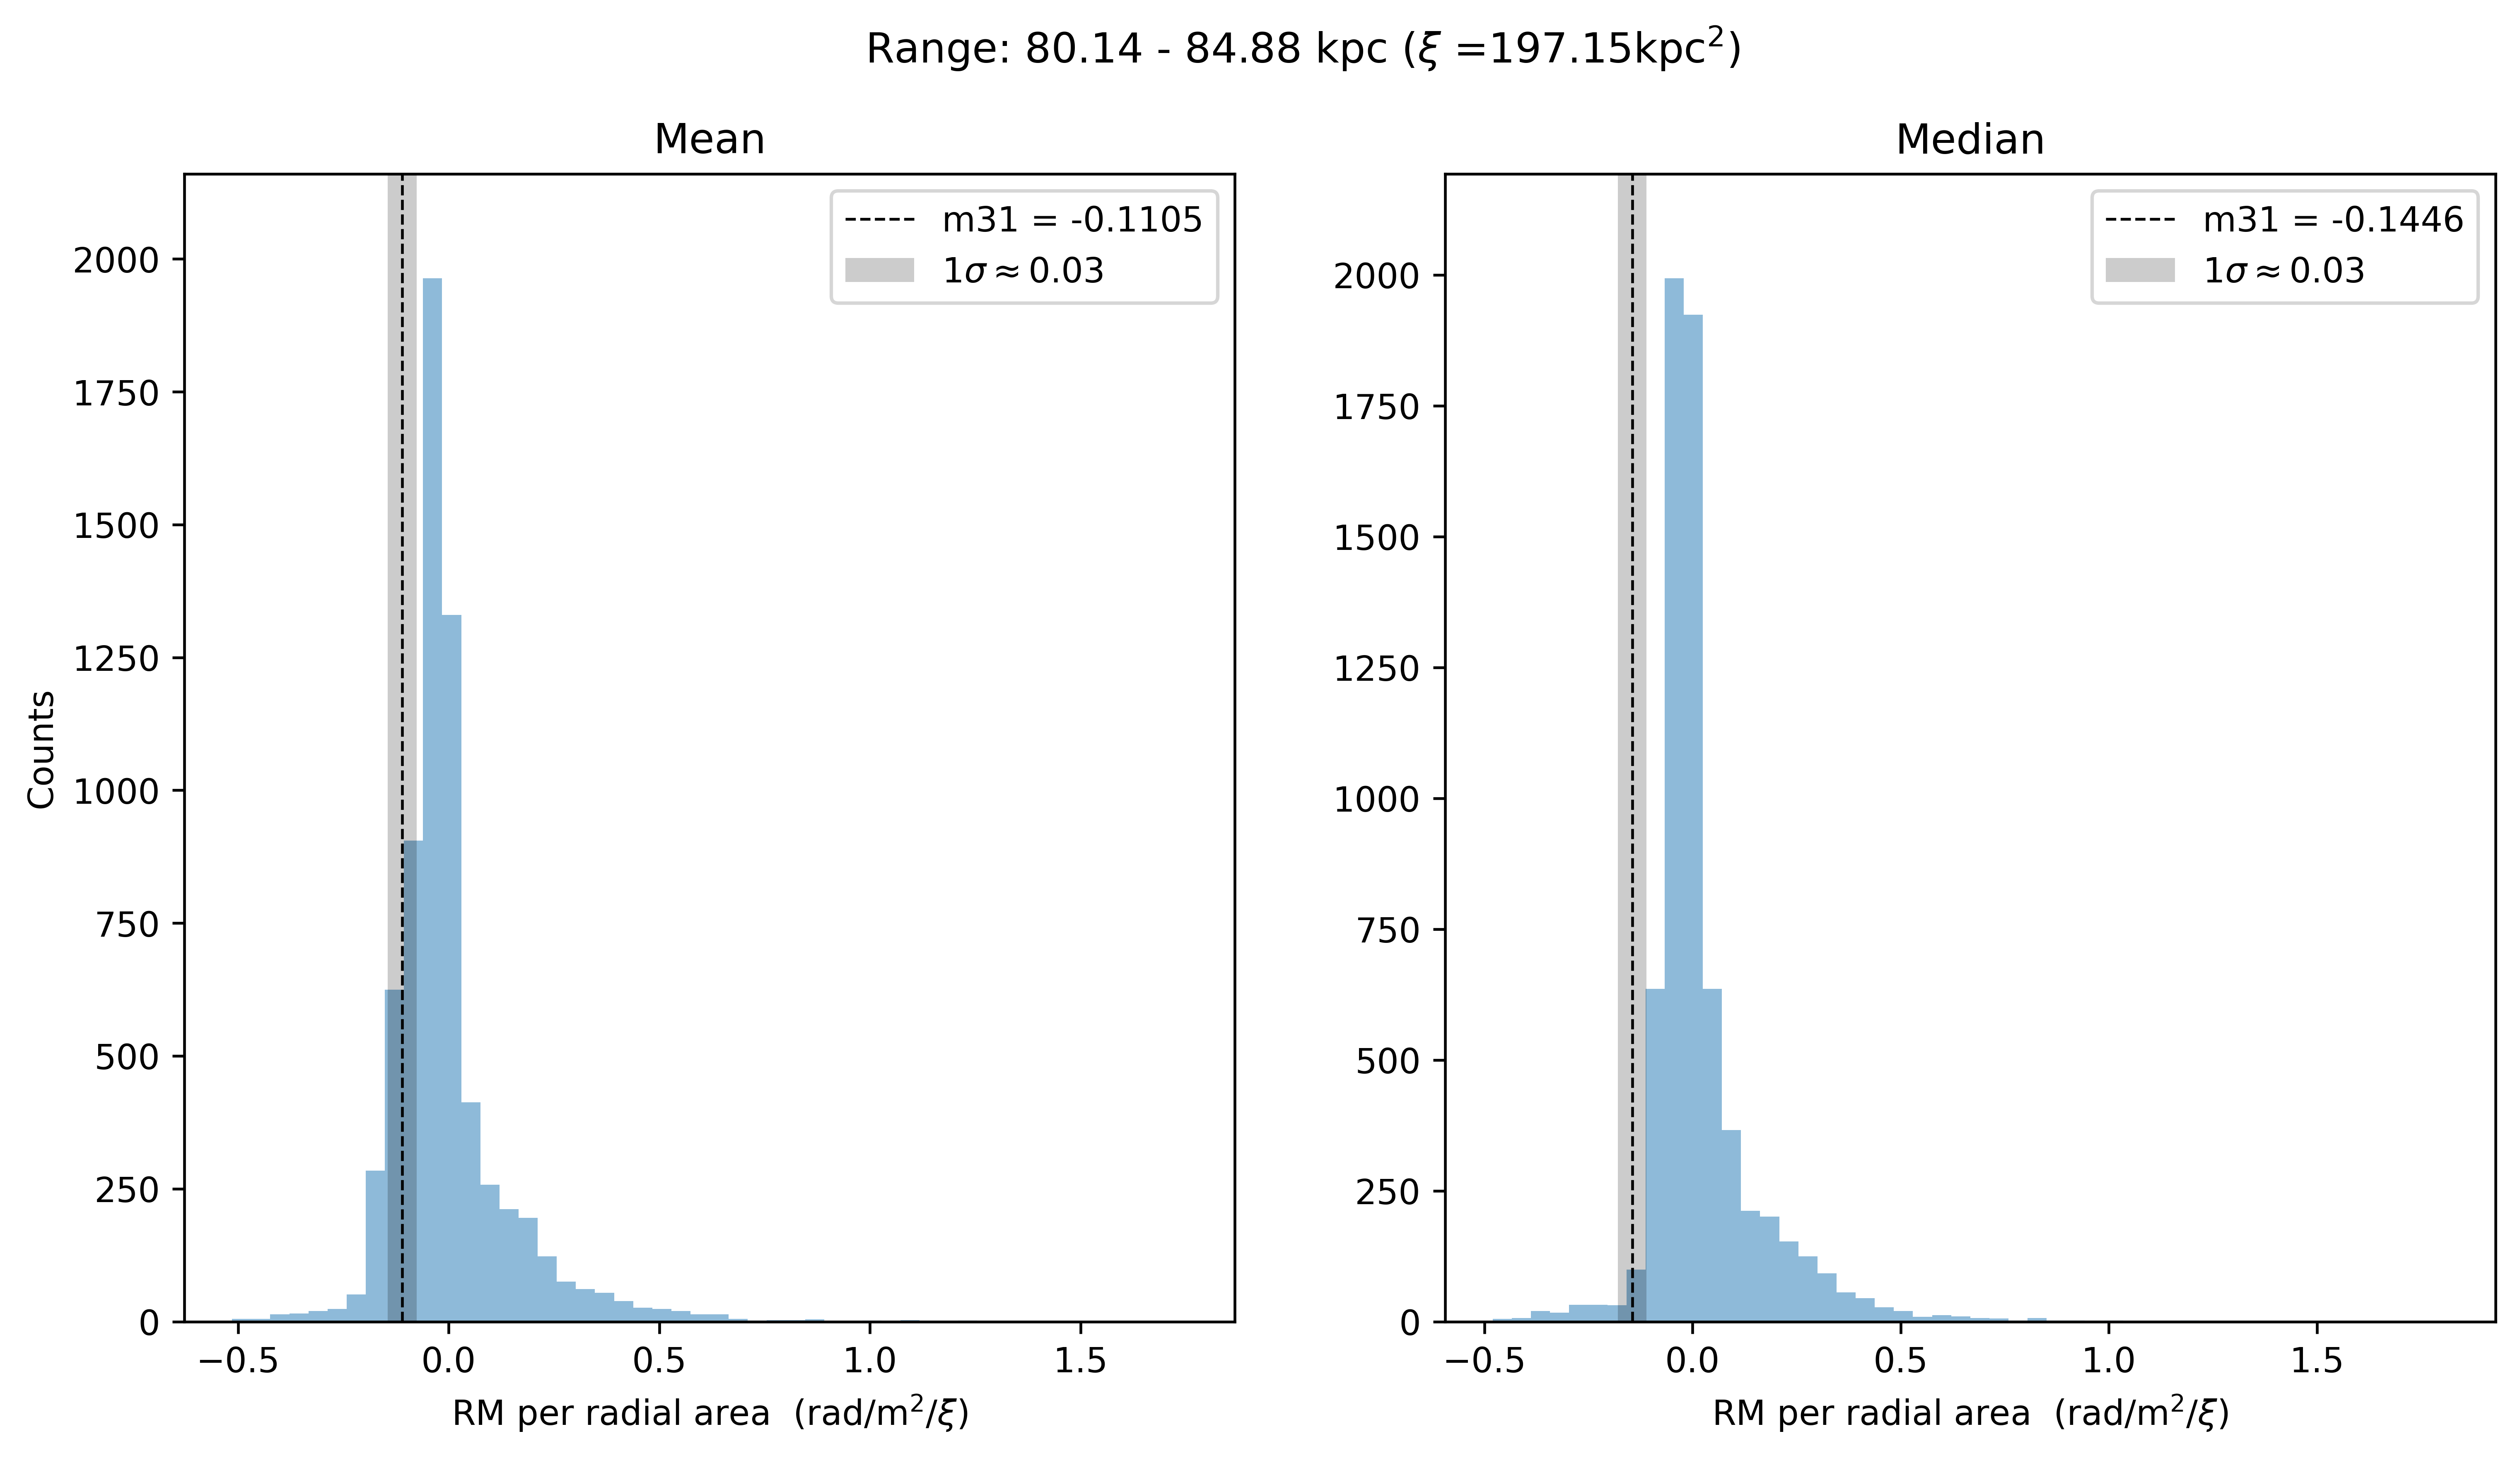 Range: 80.14 - 84.88 kpc (ξ =197.15kpc²)
Mean
m31 = -0.1105
1σ ≈ 0.03
2000
1750
1500
1250
1000
750
500
250
0
Counts
−0.5 0.0 0.5 1.0 1.5
RM per radial area (rad/m²/ξ)
Median
m31 = -0.1446
1σ ≈ 0.03
2000
1750
1500
1250
1000
750
500
250
0
−0.5 0.0 0.5 1.0 1.5
RM per radial area (rad/m²/ξ)